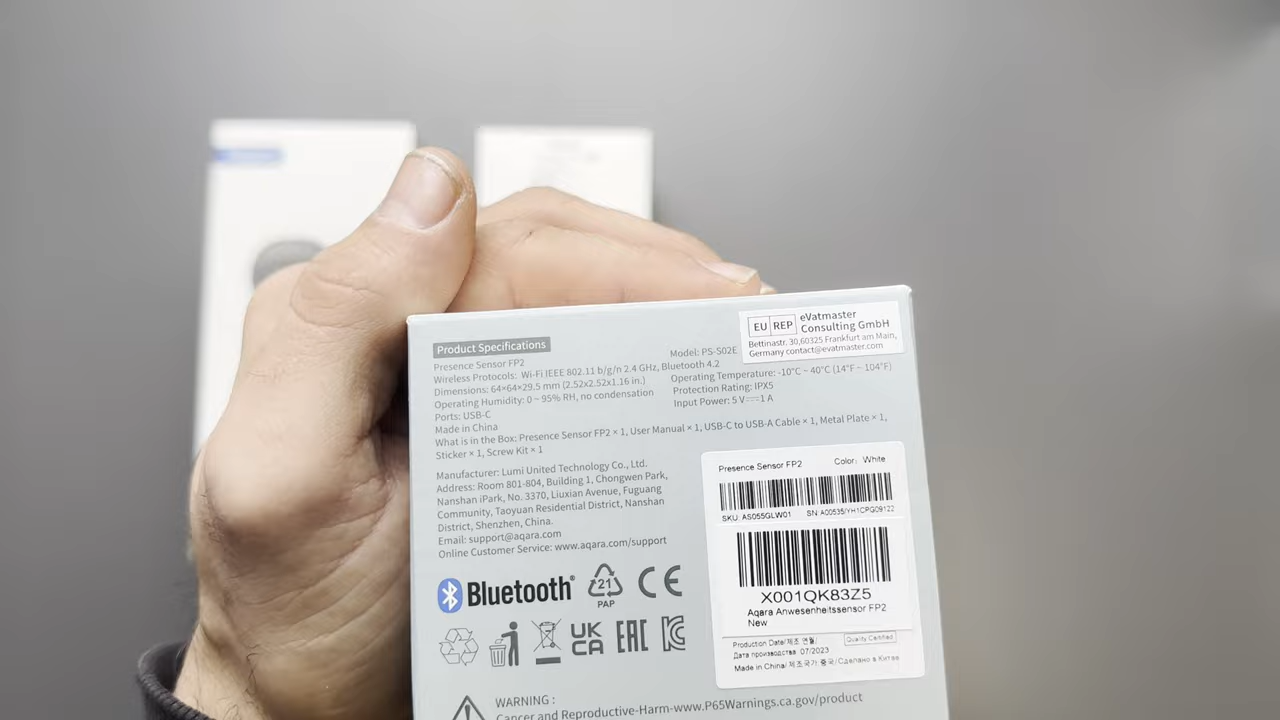 Product Specifications
Presence Sensor FP2
Model: PS-S02E
Wireless Protocols: Wi-Fi IEEE 802.11 b/g/n 2.4 GHz, Bluetooth 4.2
Dimensions: 64×64×29.5 mm (2.52x2.52x1.16 in.)
Operating Temperature: -10°C ~ 40°C (14°F ~ 104°F)
Operating Humidity: 0 ~ 95% RH, no condensation
Protection Rating: IPX5
Ports: USB-C
Input Power: 5 V⎓1 A
Made in China
What is in the Box: Presence Sensor FP2 × 1, User Manual × 1, USB-C to USB-A Cable × 1, Metal Plate × 1,
Sticker × 1, Screw Kit × 1
Manufacturer: Lumi United Technology Co., Ltd.
Address: Room 801-804, Building 1, Chongwen Park,
Nanshan iPark, No. 3370, Liuxian Avenue, Fuguang
Community, Taoyuan Residential District, Nanshan
District, Shenzhen, China.
Email: support@aqara.com
Online Customer Service: www.aqara.com/support
Bluetooth®
21
PAP
CE
UK
CA
EAC
KC
WARNING :
Cancer and Reproductive-Harm-www.P65Warnings.ca.gov/product
EU REP
eVatmaster
Consulting GmbH
Bettinastr. 30,60325 Frankfurt am Main,
Germany contact@evatmaster.com
Presence Sensor FP2 Color: White
SKU: AS055GLW01 SN:A00535/YH1CPG09122
X001QK83Z5
Aqara Anwesenheitssensor FP2
New
Production Date/제조 연월/
Дата производства 07/2023
Quality Certified
Made in China/ 제조국가 중국/ Сделано в Китае